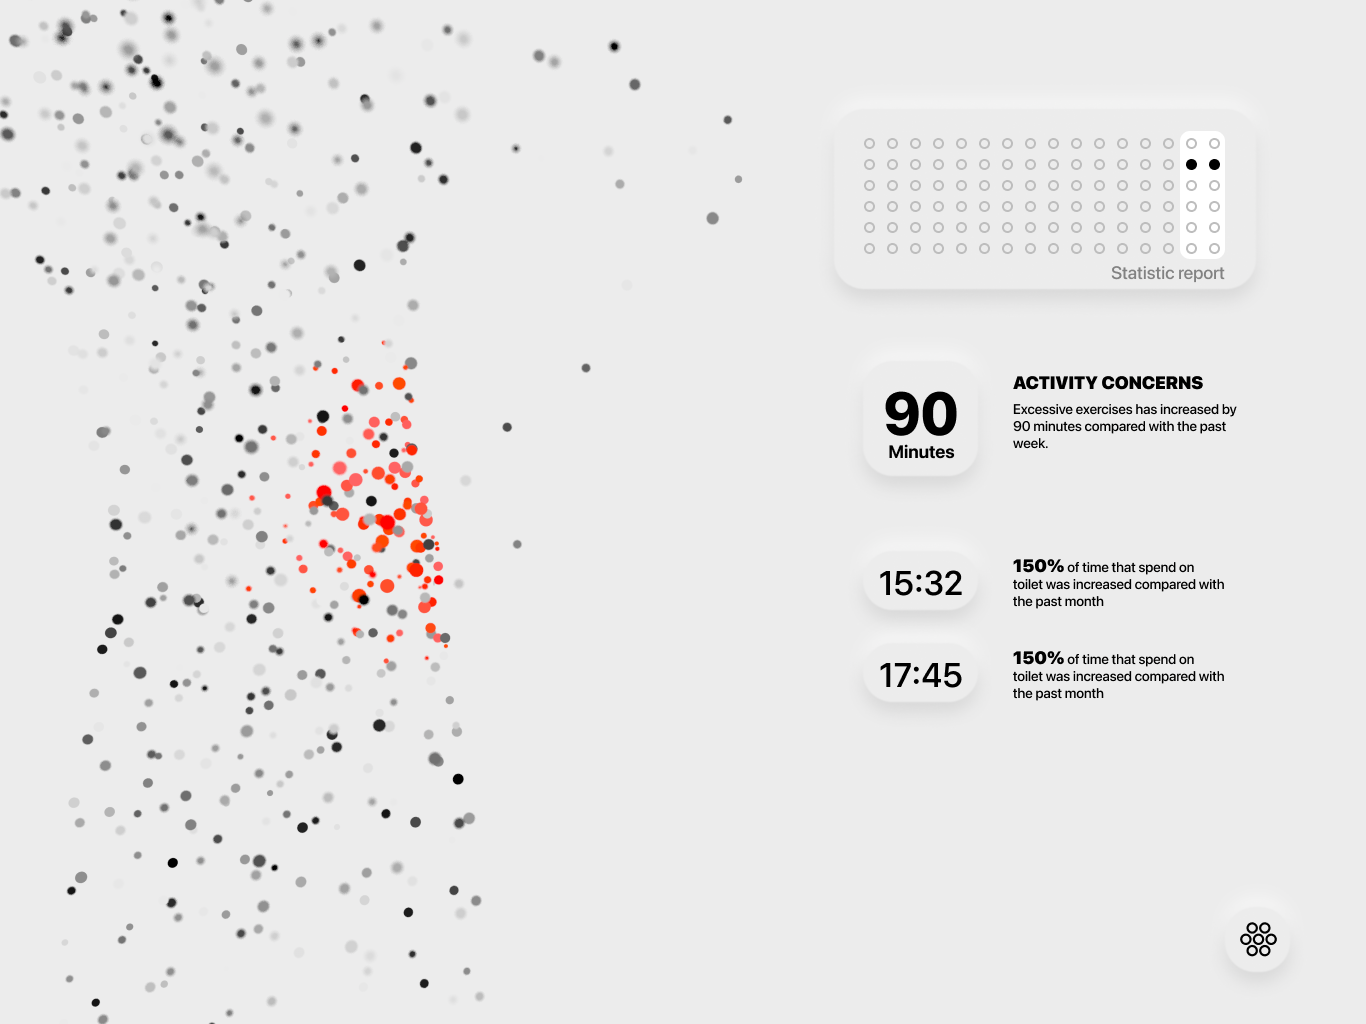 Statistic report
90
Minutes
ACTIVITY CONCERNS
Excessive exercises has increased by
90 minutes compared with the past
week.
15:32
150% of time that spend on
toilet was increased compared with
the past month
17:45
150% of time that spend on
toilet was increased compared with
the past month